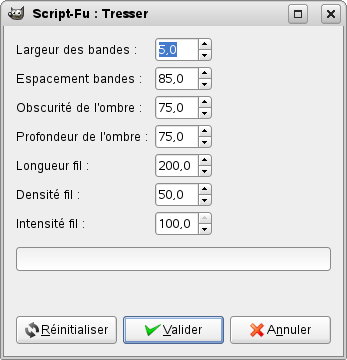 Script-Fu : Tresser
Largeur des bandes : 5,0
Espacement bandes : 85,0
Obscurité de l'ombre : 75,0
Profondeur de l'ombre : 75,0
Longueur fil : 200,0
Densité fil : 50,0
Intensité fil : 100,0
Réinitialiser Valider Annuler